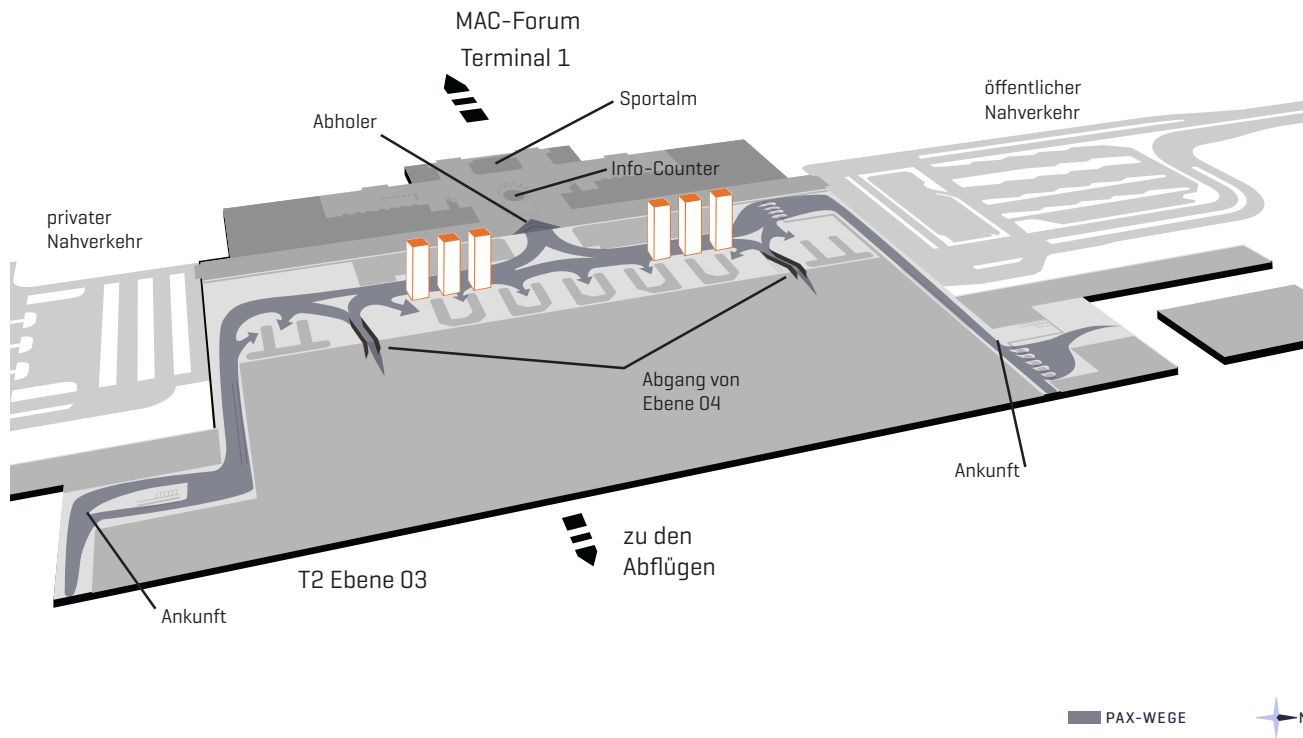 MAC-Forum
Terminal 1
Sportalm
öffentlicher
Nahverkehr
Abholer
Info-Counter
privater
Nahverkehr
Abgang von
Ebene 04
Ankunft
zu den
Abflügen
T2 Ebene 03
Ankunft
PAX-WEGE
N